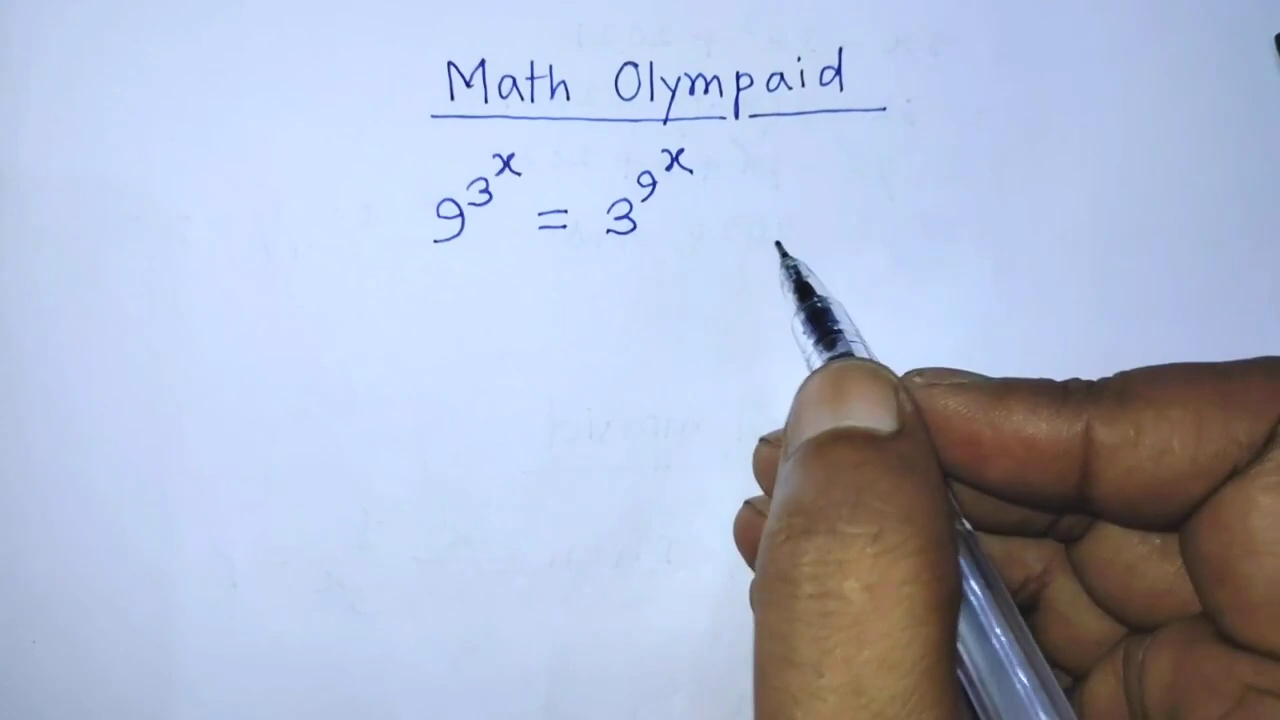 Math Olympaid
9^{3^x} = 3^{9^x}